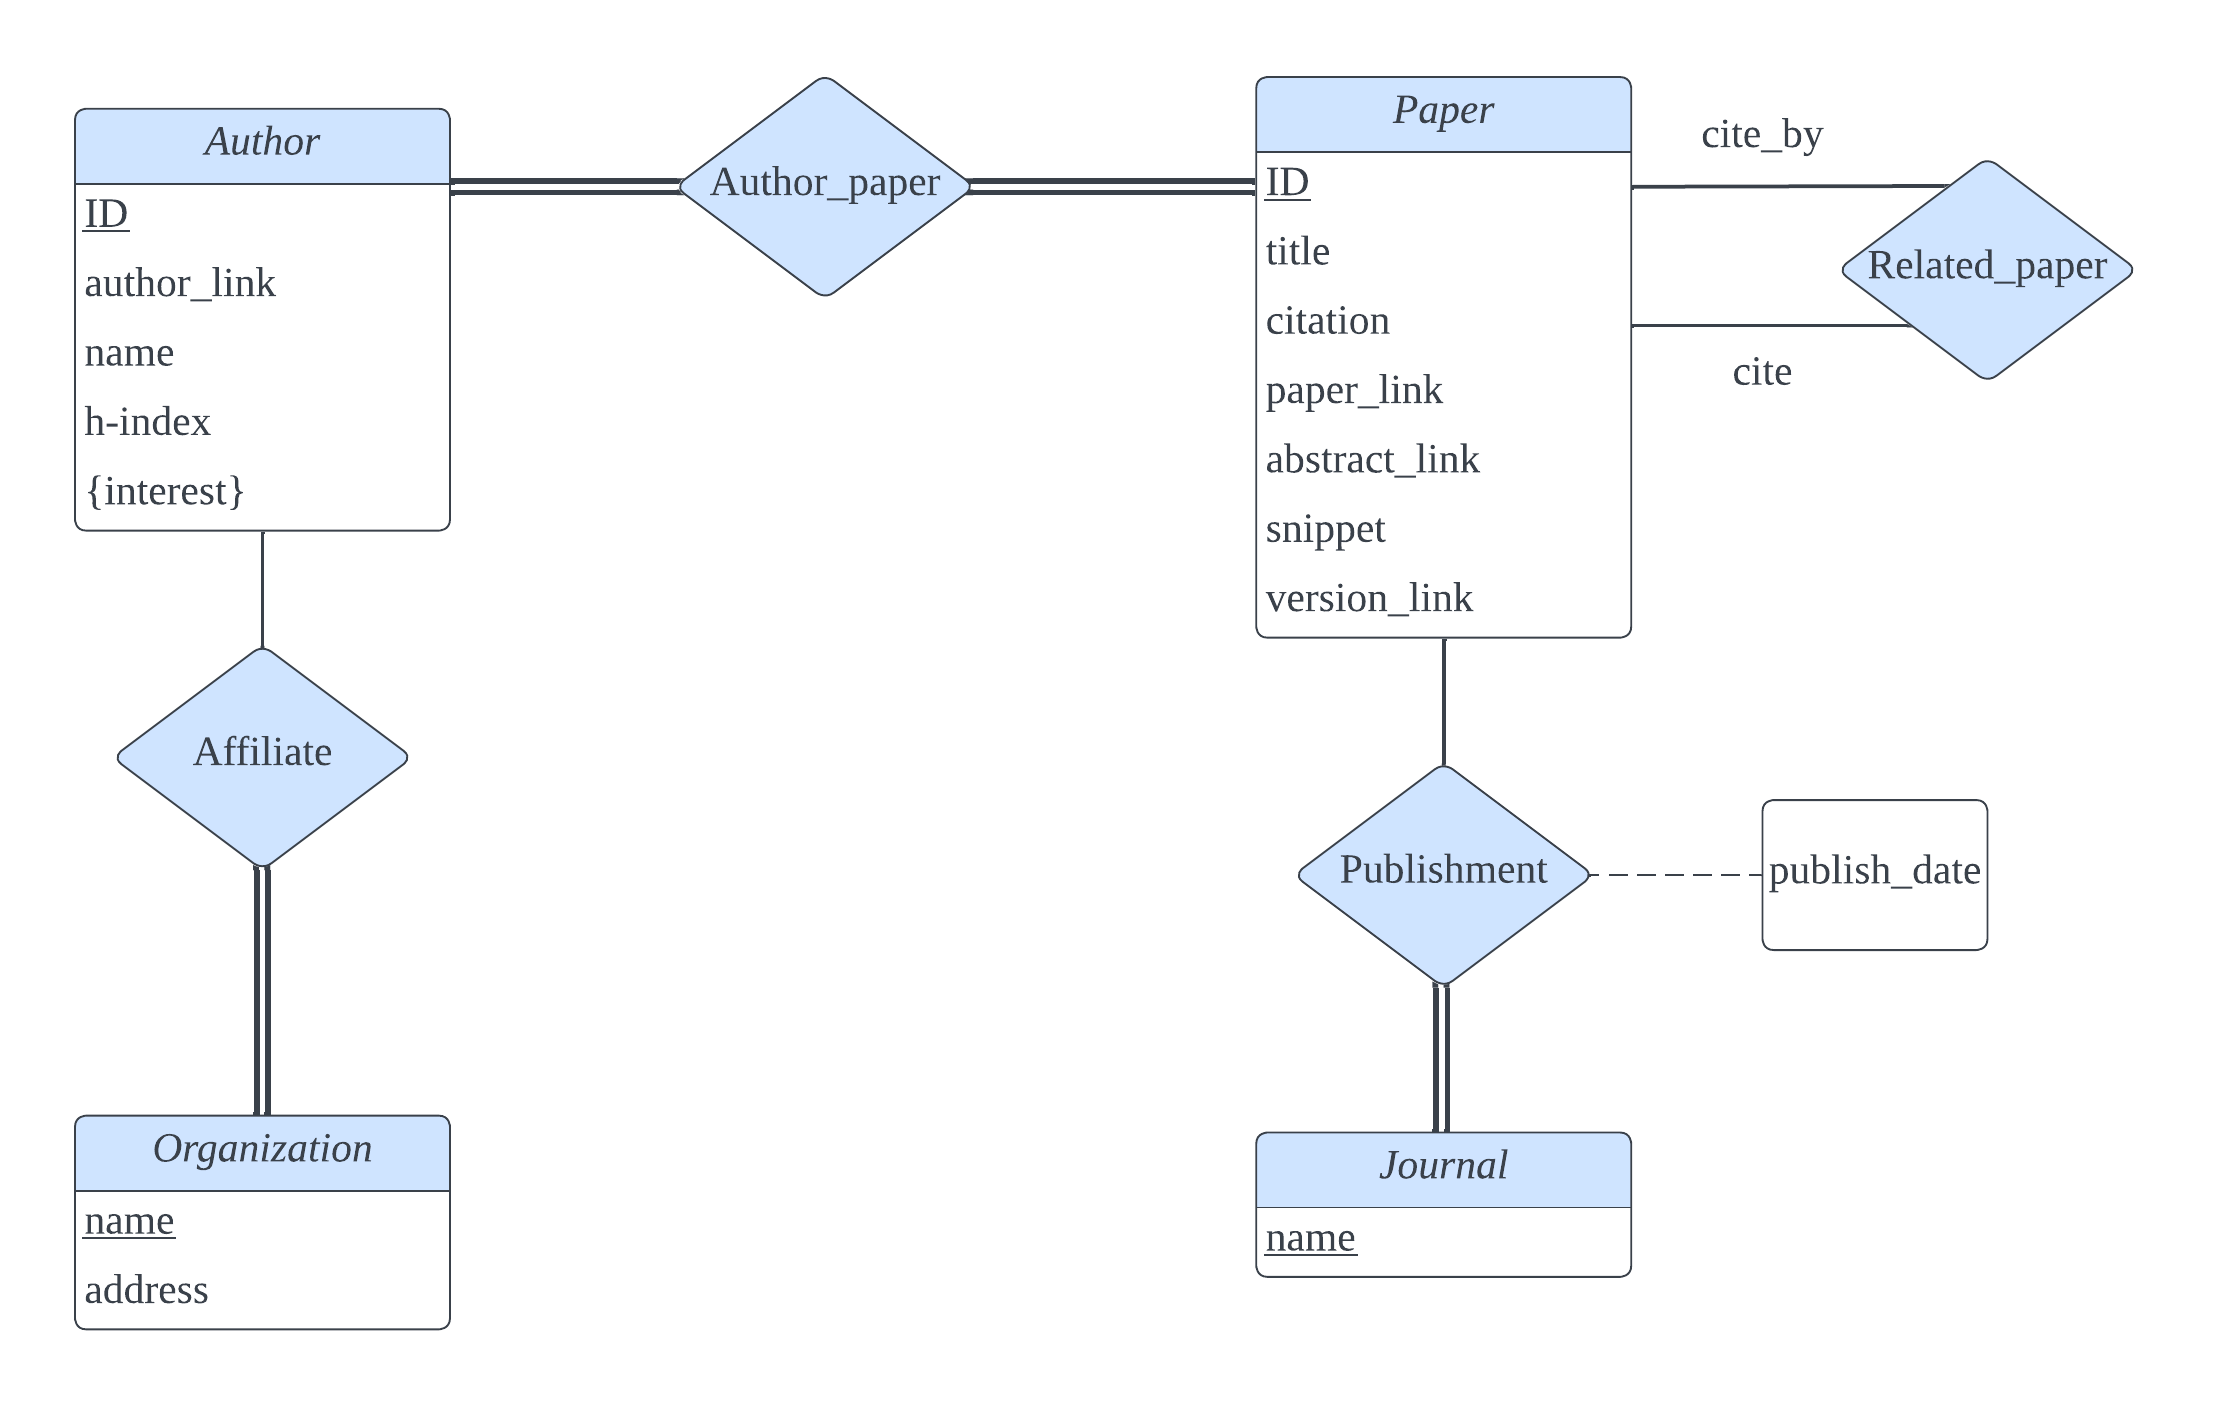 Author
ID
author_link
name
h-index
{interest}
Author_paper
Paper
ID
title
citation
paper_link
abstract_link
snippet
version_link
cite_by
Related_paper
cite
Affiliate
Publishment
publish_date
Organization
name
address
Journal
name